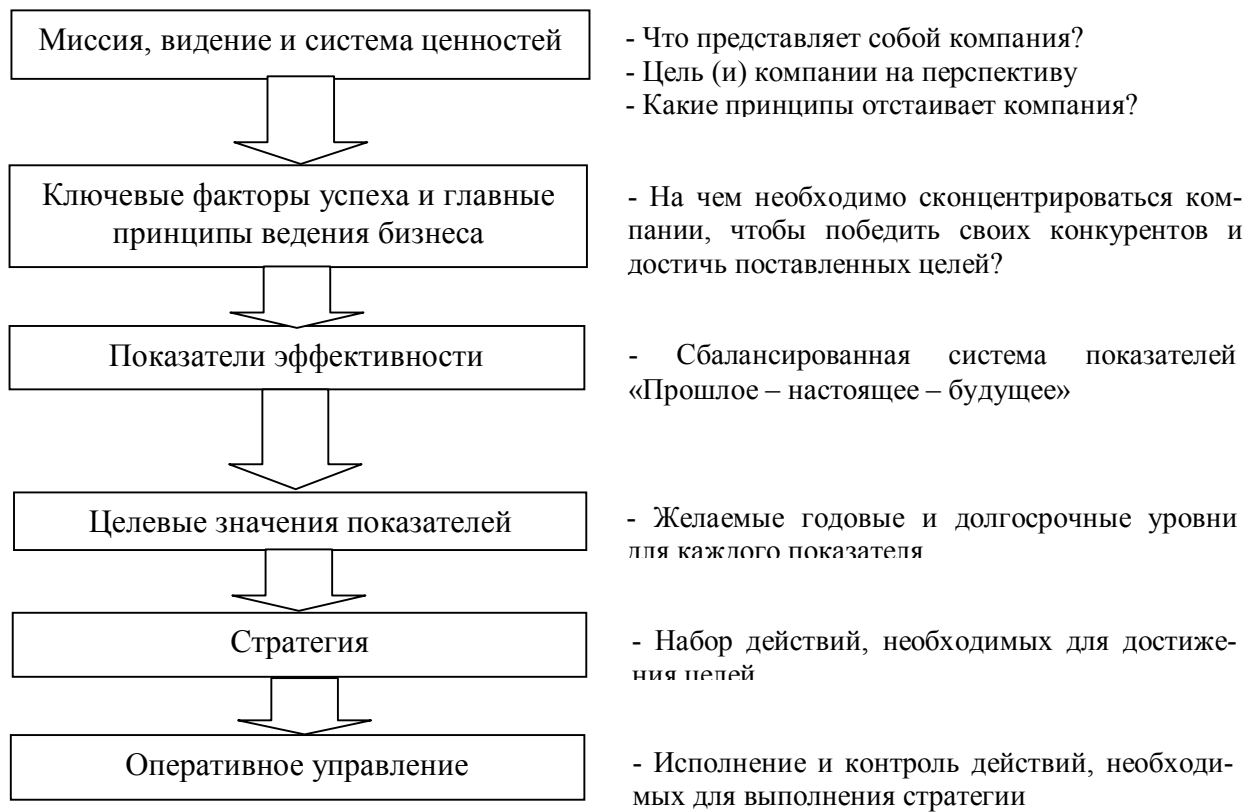 Миссия, видение и система ценностей
- Что представляет собой компания?
- Цель (и) компании на перспективу
- Какие принципы отстаивает компания?
Ключевые факторы успеха и главные
принципы ведения бизнеса
- На чем необходимо сконцентрироваться ком-
пании, чтобы победить своих конкурентов и
достичь поставленных целей?
Показатели эффективности
- Сбалансированная система показателей
«Прошлое – настоящее – будущее»
Целевые значения показателей
- Желаемые годовые и долгосрочные уровни
для каждого показателя
Стратегия
- Набор действий, необходимых для достиже-
ния целей
Оперативное управление
- Исполнение и контроль действий, необходи-
мых для выполнения стратегии